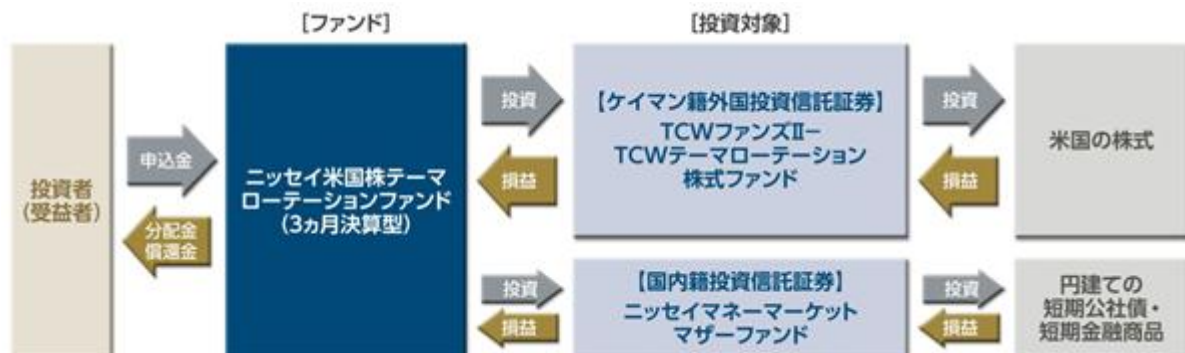 [ファンド]
[投資対象]
投資者
(受益者)
申込金
分配金
償還金
ニッセイ米国株テーマ
ローテーションファンド
(3ヵ月決算型)
投資
損益
【ケイマン籍外国投資信託証券】
TCWファンズⅡー
TCWテーマローテーション
株式ファンド
投資
損益
米国の株式
投資
損益
【国内籍投資信託証券】
ニッセイマネーマーケット
マザーファンド
投資
損益
円建ての
短期公社債・
短期金融商品